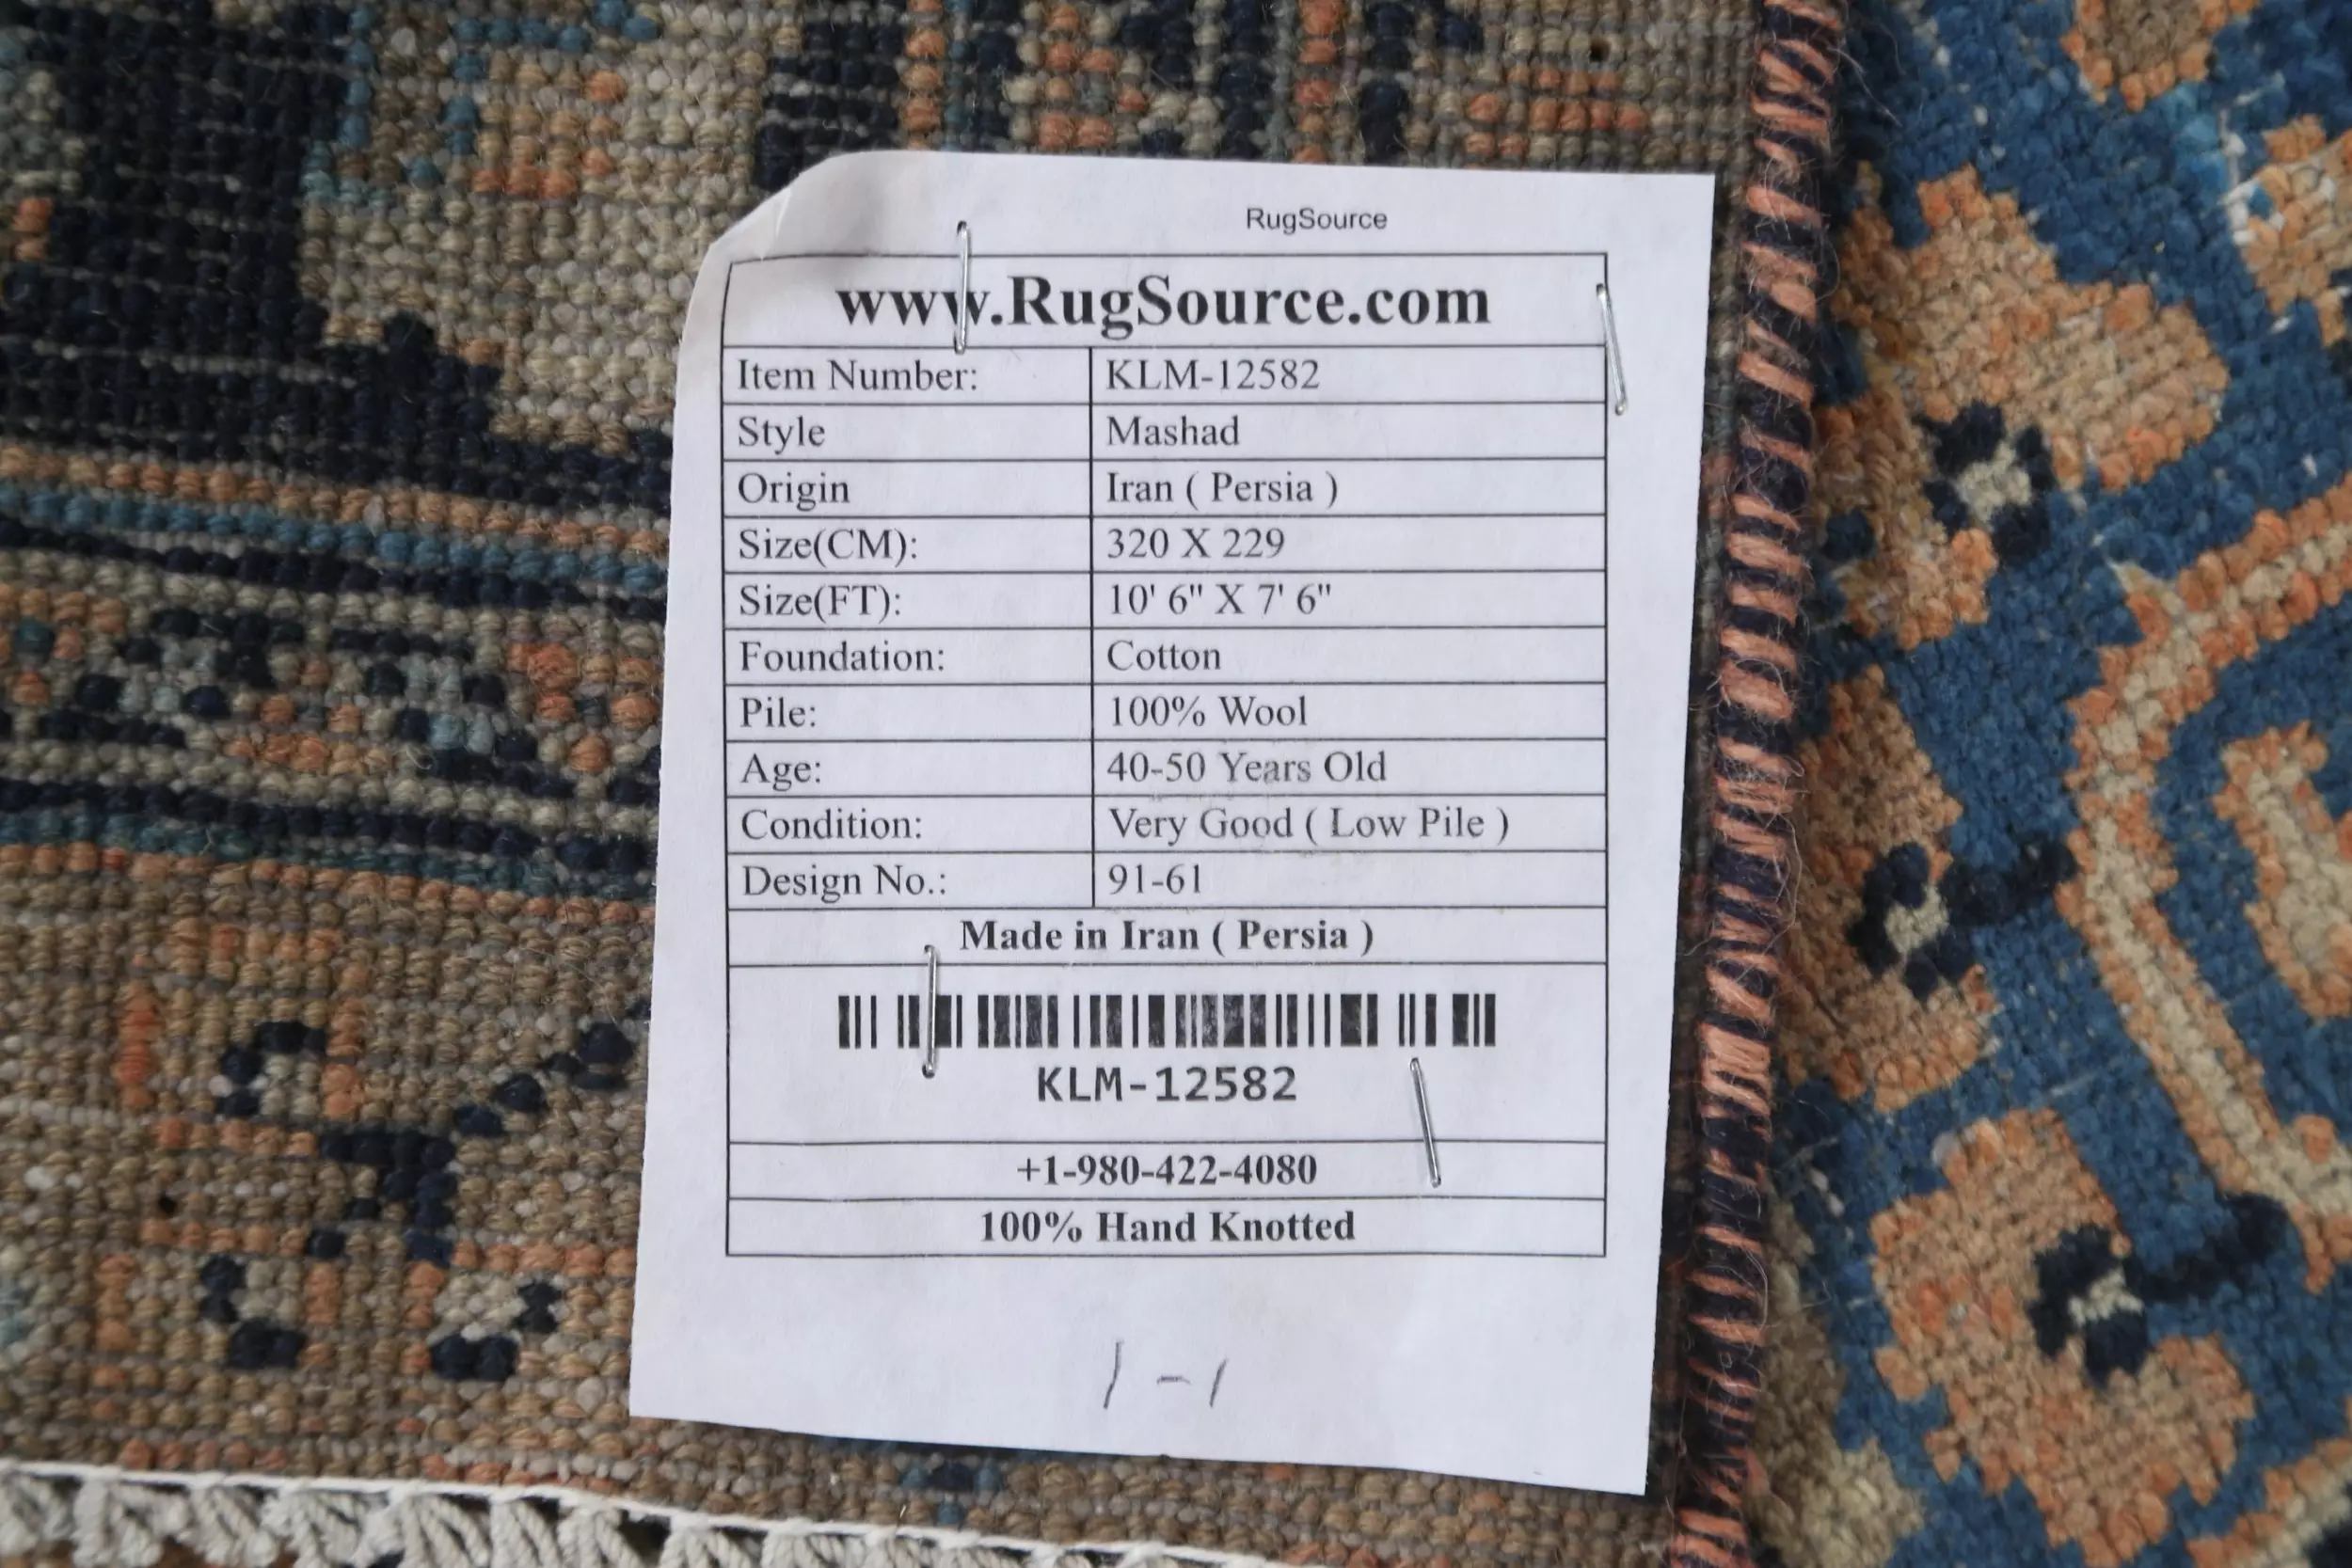 RugSource
www.RugSource.com
Item Number: KLM-12582
Style Mashad
Origin Iran ( Persia )
Size(CM): 320 X 229
Size(FT): 10' 6" X 7' 6"
Foundation: Cotton
Pile: 100% Wool
Age: 40-50 Years Old
Condition: Very Good ( Low Pile )
Design No.: 91-61
Made in Iran ( Persia )
KLM-12582
+1-980-422-4080
100% Hand Knotted
1-1